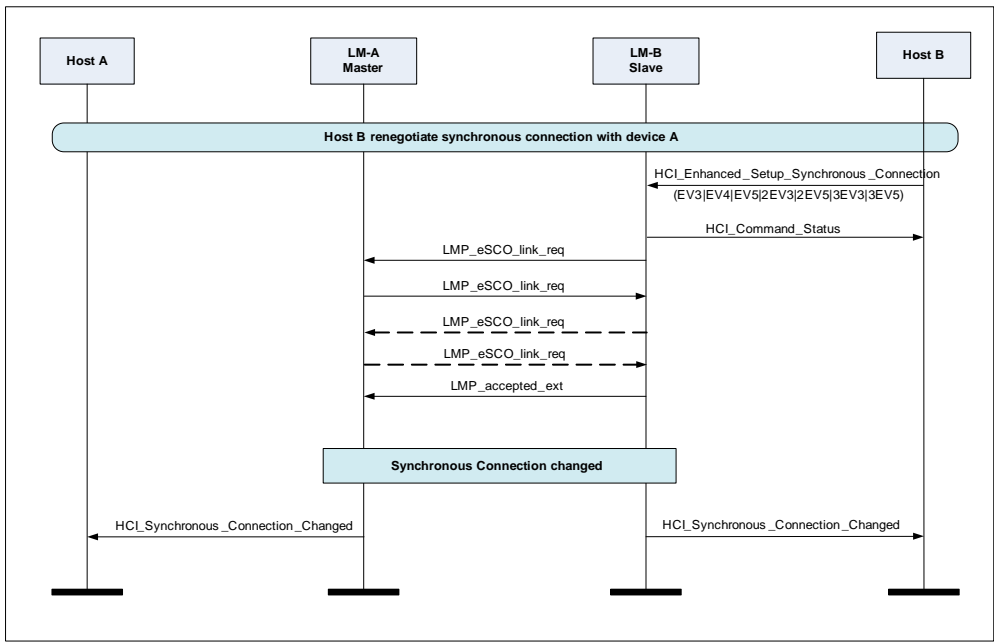 Host A
LM-A
Master
LM-B
Slave
Host B
Host B renegotiate synchronous connection with device A
HCI_Enhanced_Setup_Synchronous_Connection
(EV3|EV4|EV5|2EV3|2EV5|3EV3|3EV5)
HCI_Command_Status
LMP_eSCO_link_req
LMP_eSCO_link_req
LMP_eSCO_link_req
LMP_eSCO_link_req
LMP_accepted_ext
Synchronous Connection changed
HCI_Synchronous_Connection_Changed
HCI_Synchronous_Connection_Changed